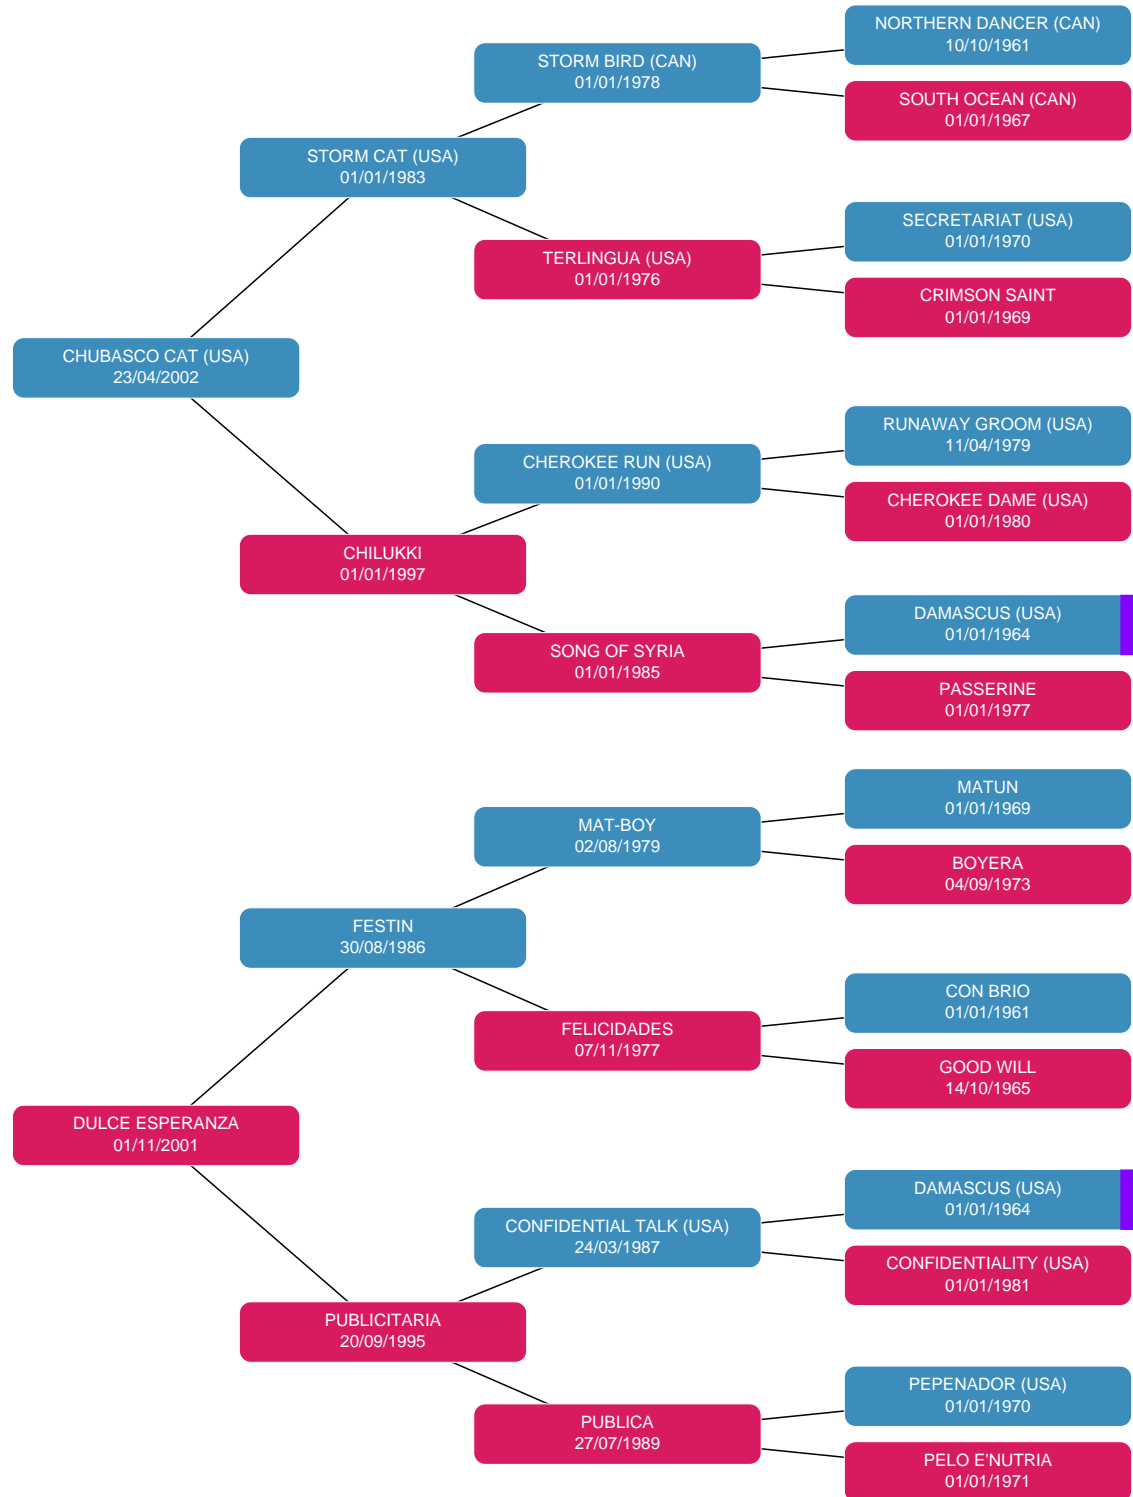 NORTHERN DANCER (CAN)
10/10/1961
STORM BIRD (CAN)
01/01/1978
SOUTH OCEAN (CAN)
01/01/1967
STORM CAT (USA)
01/01/1983
SECRETARIAT (USA)
01/01/1970
TERLINGUA (USA)
01/01/1976
CRIMSON SAINT
01/01/1969
CHUBASCO CAT (USA)
23/04/2002
RUNAWAY GROOM (USA)
11/04/1979
CHEROKEE RUN (USA)
01/01/1990
CHEROKEE DAME (USA)
01/01/1980
CHILUKKI
01/01/1997
DAMASCUS (USA)
01/01/1964
SONG OF SYRIA
01/01/1985
PASSERINE
01/01/1977
MATUN
01/01/1969
MAT-BOY
02/08/1979
BOYERA
04/09/1973
FESTIN
30/08/1986
CON BRIO
01/01/1961
FELICIDADES
07/11/1977
GOOD WILL
14/10/1965
DULCE ESPERANZA
01/11/2001
DAMASCUS (USA)
01/01/1964
CONFIDENTIAL TALK (USA)
24/03/1987
CONFIDENTIALITY (USA)
01/01/1981
PUBLICITARIA
20/09/1995
PEPENADOR (USA)
01/01/1970
PUBLICA
27/07/1989
PELO E'NUTRIA
01/01/1971